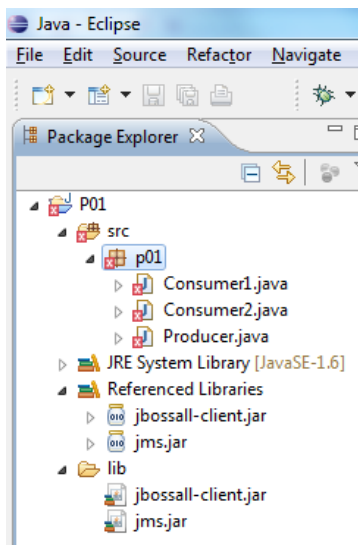 Java - Eclipse
File Edit Source Refactor Navigate
Package Explorer
P01
src
p01
Consumer1.java
Consumer2.java
Producer.java
JRE System Library [JavaSE-1.6]
Referenced Libraries
jbossall-client.jar
jms.jar
lib
jbossall-client.jar
jms.jar